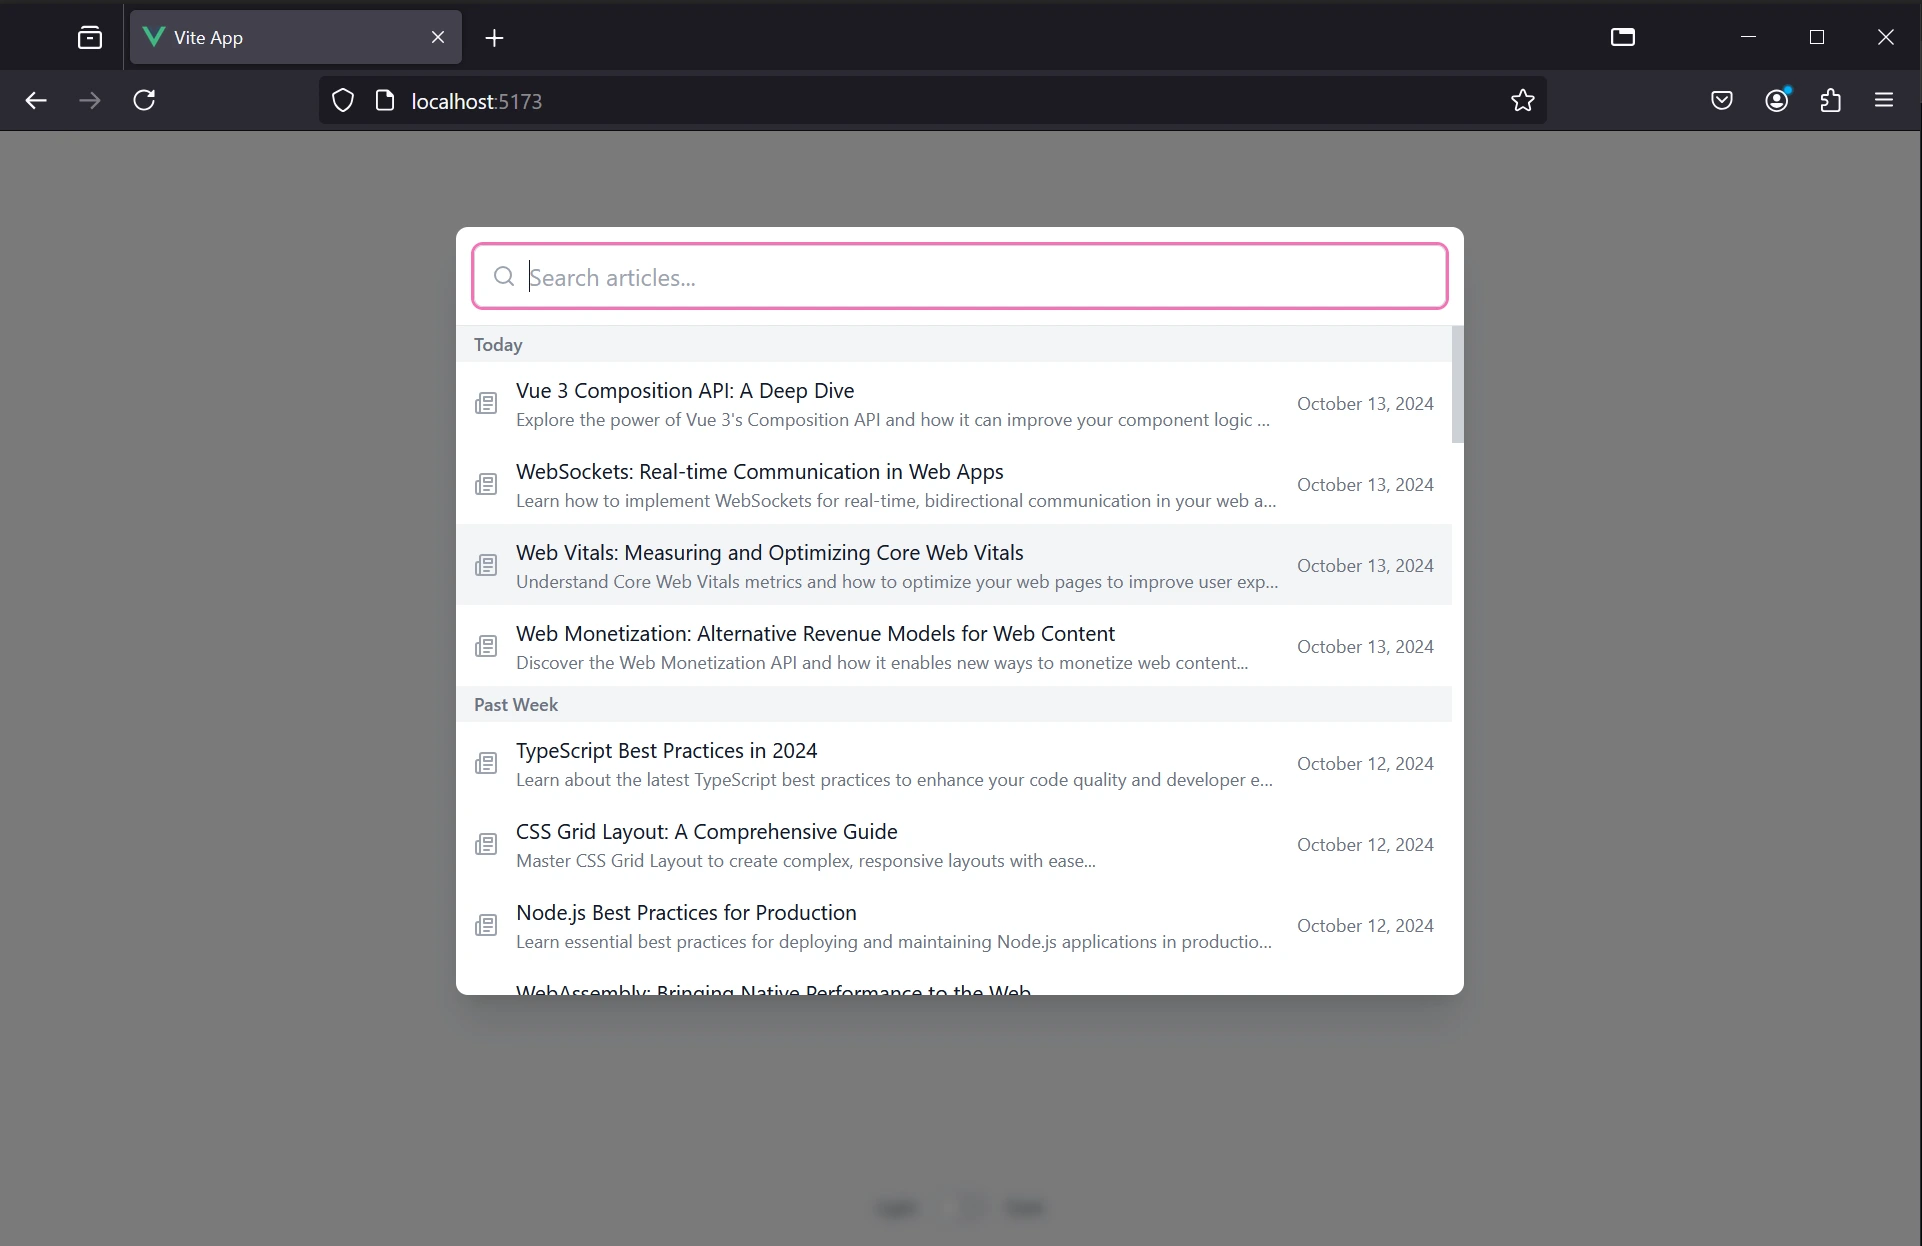 Vite App
localhost:5173
Search articles...
Today
Vue 3 Composition API: A Deep Dive
Explore the power of Vue 3's Composition API and how it can improve your component logic ...
October 13, 2024
WebSockets: Real-time Communication in Web Apps
Learn how to implement WebSockets for real-time, bidirectional communication in your web a...
October 13, 2024
Web Vitals: Measuring and Optimizing Core Web Vitals
Understand Core Web Vitals metrics and how to optimize your web pages to improve user exp...
October 13, 2024
Web Monetization: Alternative Revenue Models for Web Content
Discover the Web Monetization API and how it enables new ways to monetize web content...
October 13, 2024
Past Week
TypeScript Best Practices in 2024
Learn about the latest TypeScript best practices to enhance your code quality and developer e...
October 12, 2024
CSS Grid Layout: A Comprehensive Guide
Master CSS Grid Layout to create complex, responsive layouts with ease...
October 12, 2024
Node.js Best Practices for Production
Learn essential best practices for deploying and maintaining Node.js applications in productio...
October 12, 2024
WebAssembly: Bringing Native Performance to the Web